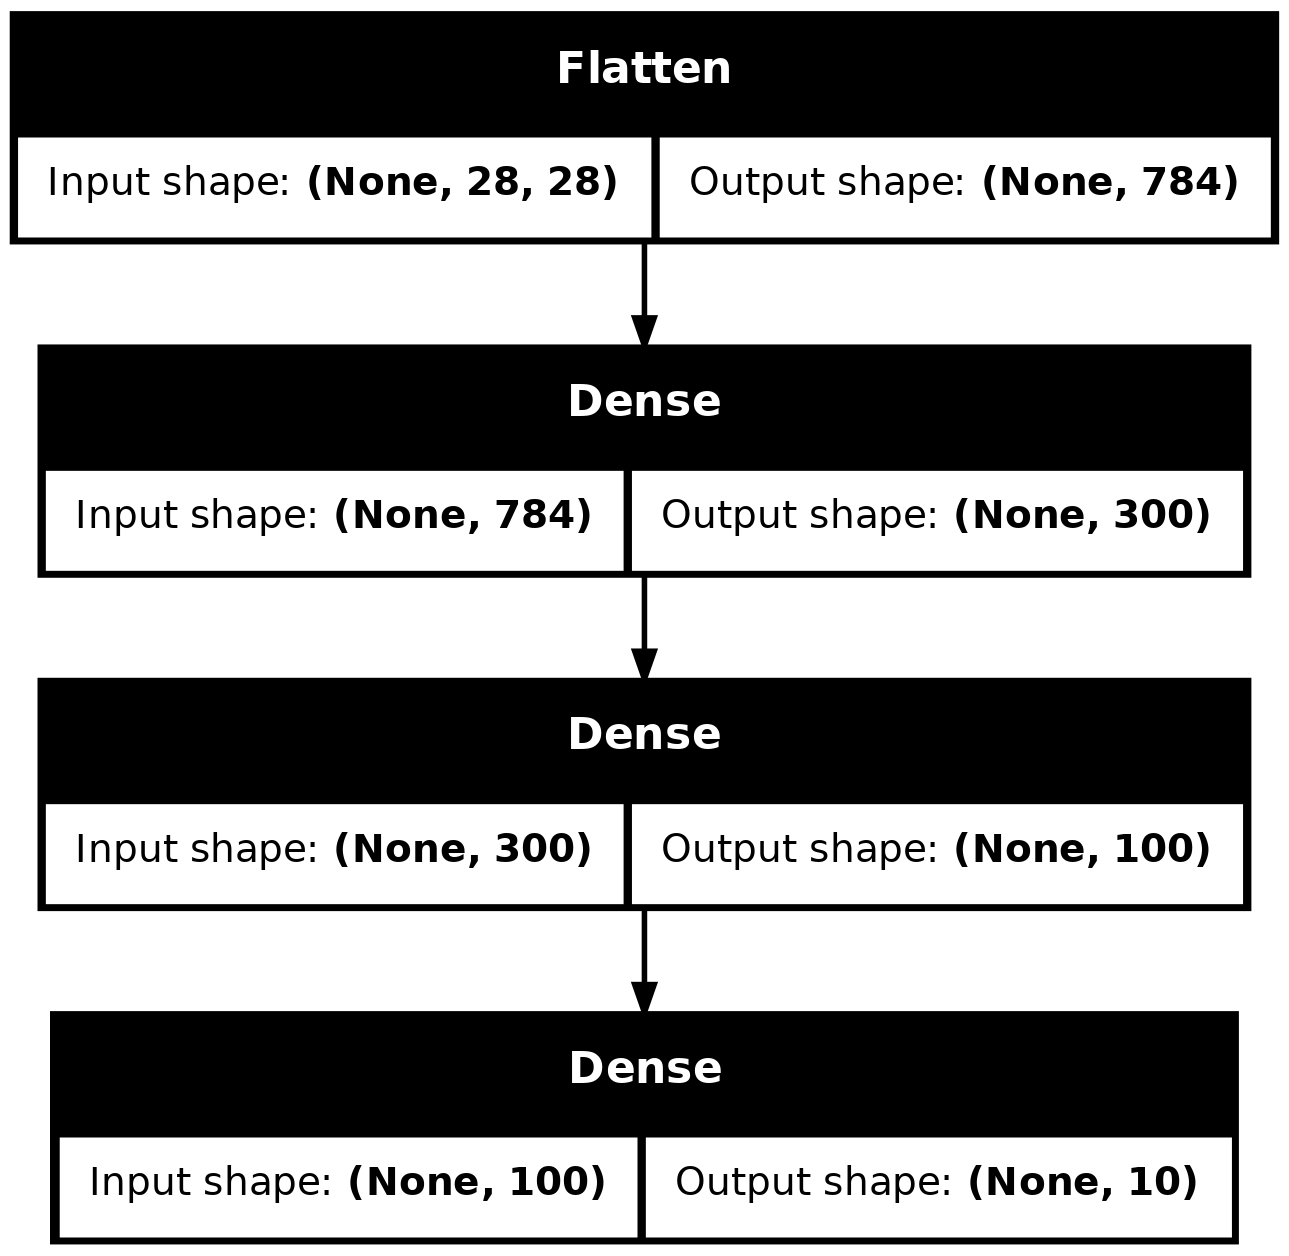 Flatten
Input shape: (None, 28, 28) Output shape: (None, 784)
Dense
Input shape: (None, 784) Output shape: (None, 300)
Dense
Input shape: (None, 300) Output shape: (None, 100)
Dense
Input shape: (None, 100) Output shape: (None, 10)